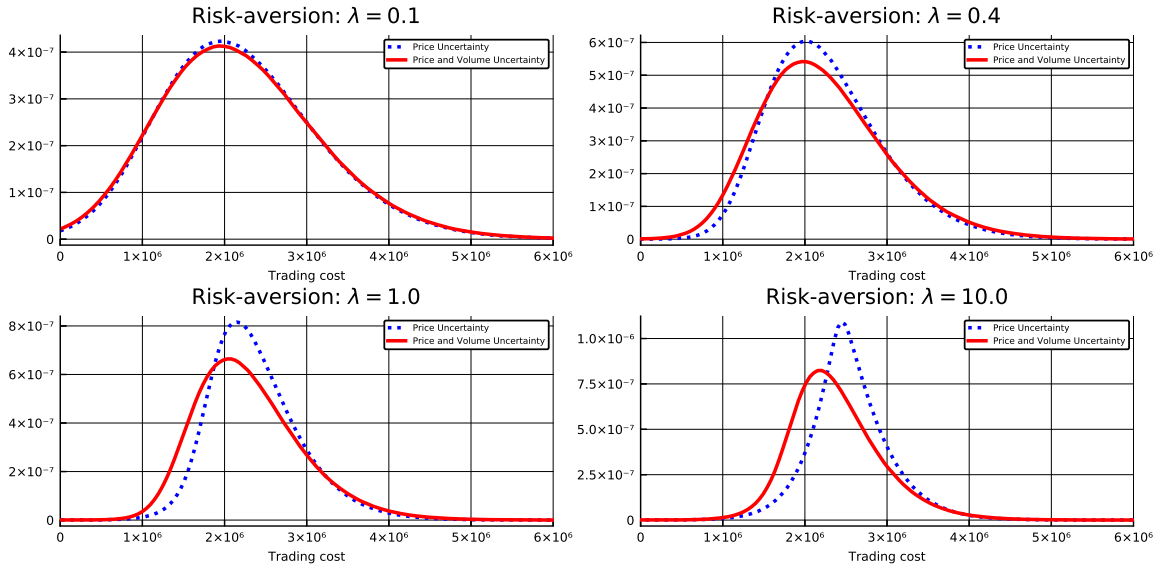 Risk-aversion: λ = 0.1
4×10⁻⁷
3×10⁻⁷
2×10⁻⁷
1×10⁻⁷
0
Price Uncertainty
Price and Volume Uncertainty
0 1×10⁶ 2×10⁶ 3×10⁶ 4×10⁶ 5×10⁶ 6×10⁶
Trading cost
Risk-aversion: λ = 0.4
6×10⁻⁷
5×10⁻⁷
4×10⁻⁷
3×10⁻⁷
2×10⁻⁷
1×10⁻⁷
0
Price Uncertainty
Price and Volume Uncertainty
0 1×10⁶ 2×10⁶ 3×10⁶ 4×10⁶ 5×10⁶ 6×10⁶
Trading cost
Risk-aversion: λ = 1.0
8×10⁻⁷
6×10⁻⁷
4×10⁻⁷
2×10⁻⁷
0
Price Uncertainty
Price and Volume Uncertainty
0 1×10⁶ 2×10⁶ 3×10⁶ 4×10⁶ 5×10⁶ 6×10⁶
Trading cost
Risk-aversion: λ = 10.0
1.0×10⁻⁶
7.5×10⁻⁷
5.0×10⁻⁷
2.5×10⁻⁷
0
Price Uncertainty
Price and Volume Uncertainty
0 1×10⁶ 2×10⁶ 3×10⁶ 4×10⁶ 5×10⁶ 6×10⁶
Trading cost